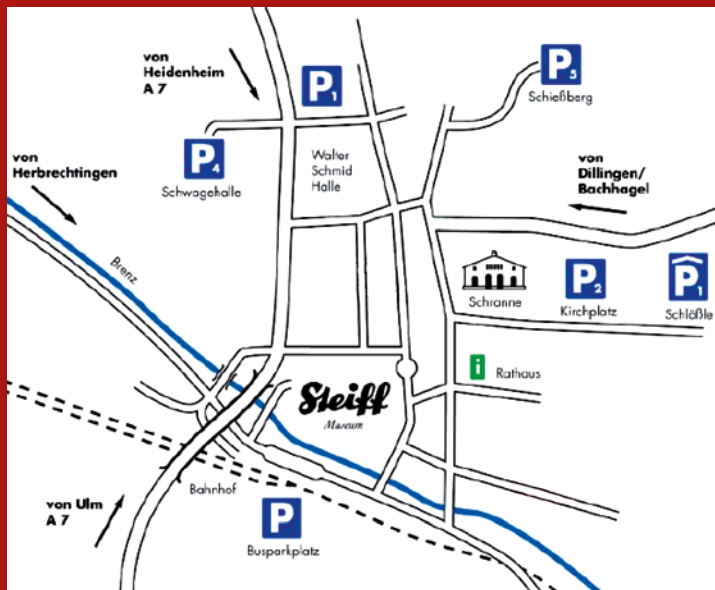 von
Heidenheim
A 7
P1
P5
Schießberg
P4
Schwagehalle
Walter
Schmid
Halle
von
Herbrechtingen
von
Dillingen/
Bachhagel
Brenz
Schranne
P2
Kirchplatz
P1
Schlößle
i
Rathaus
Steiff
Museum
Bahnhof
von Ulm
A 7
P
Busparkplatz